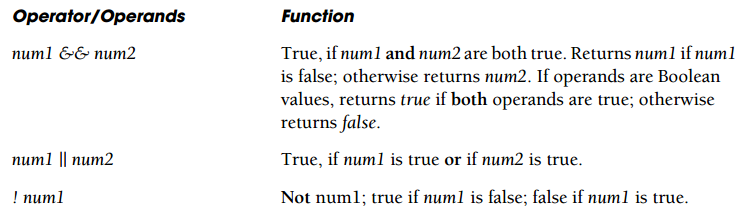 Operator/Operands Function
num1 && num2 True, if num1 and num2 are both true. Returns num1 if num1
is false; otherwise returns num2. If operands are Boolean
values, returns true if both operands are true; otherwise
returns false.
num1 || num2 True, if num1 is true or if num2 is true.
! num1 Not num1; true if num1 is false; false if num1 is true.